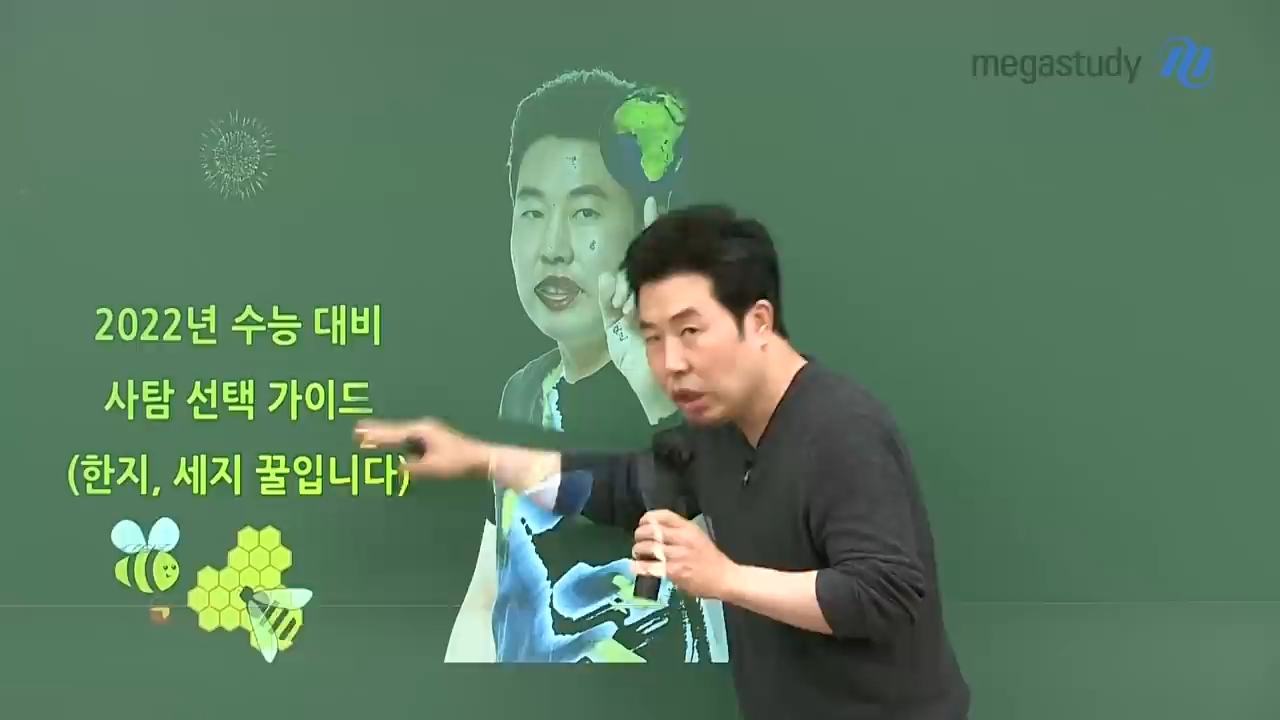 megastudy
2022년 수능 대비
사탐 선택 가이드
(한지, 세지 꿀입니다)